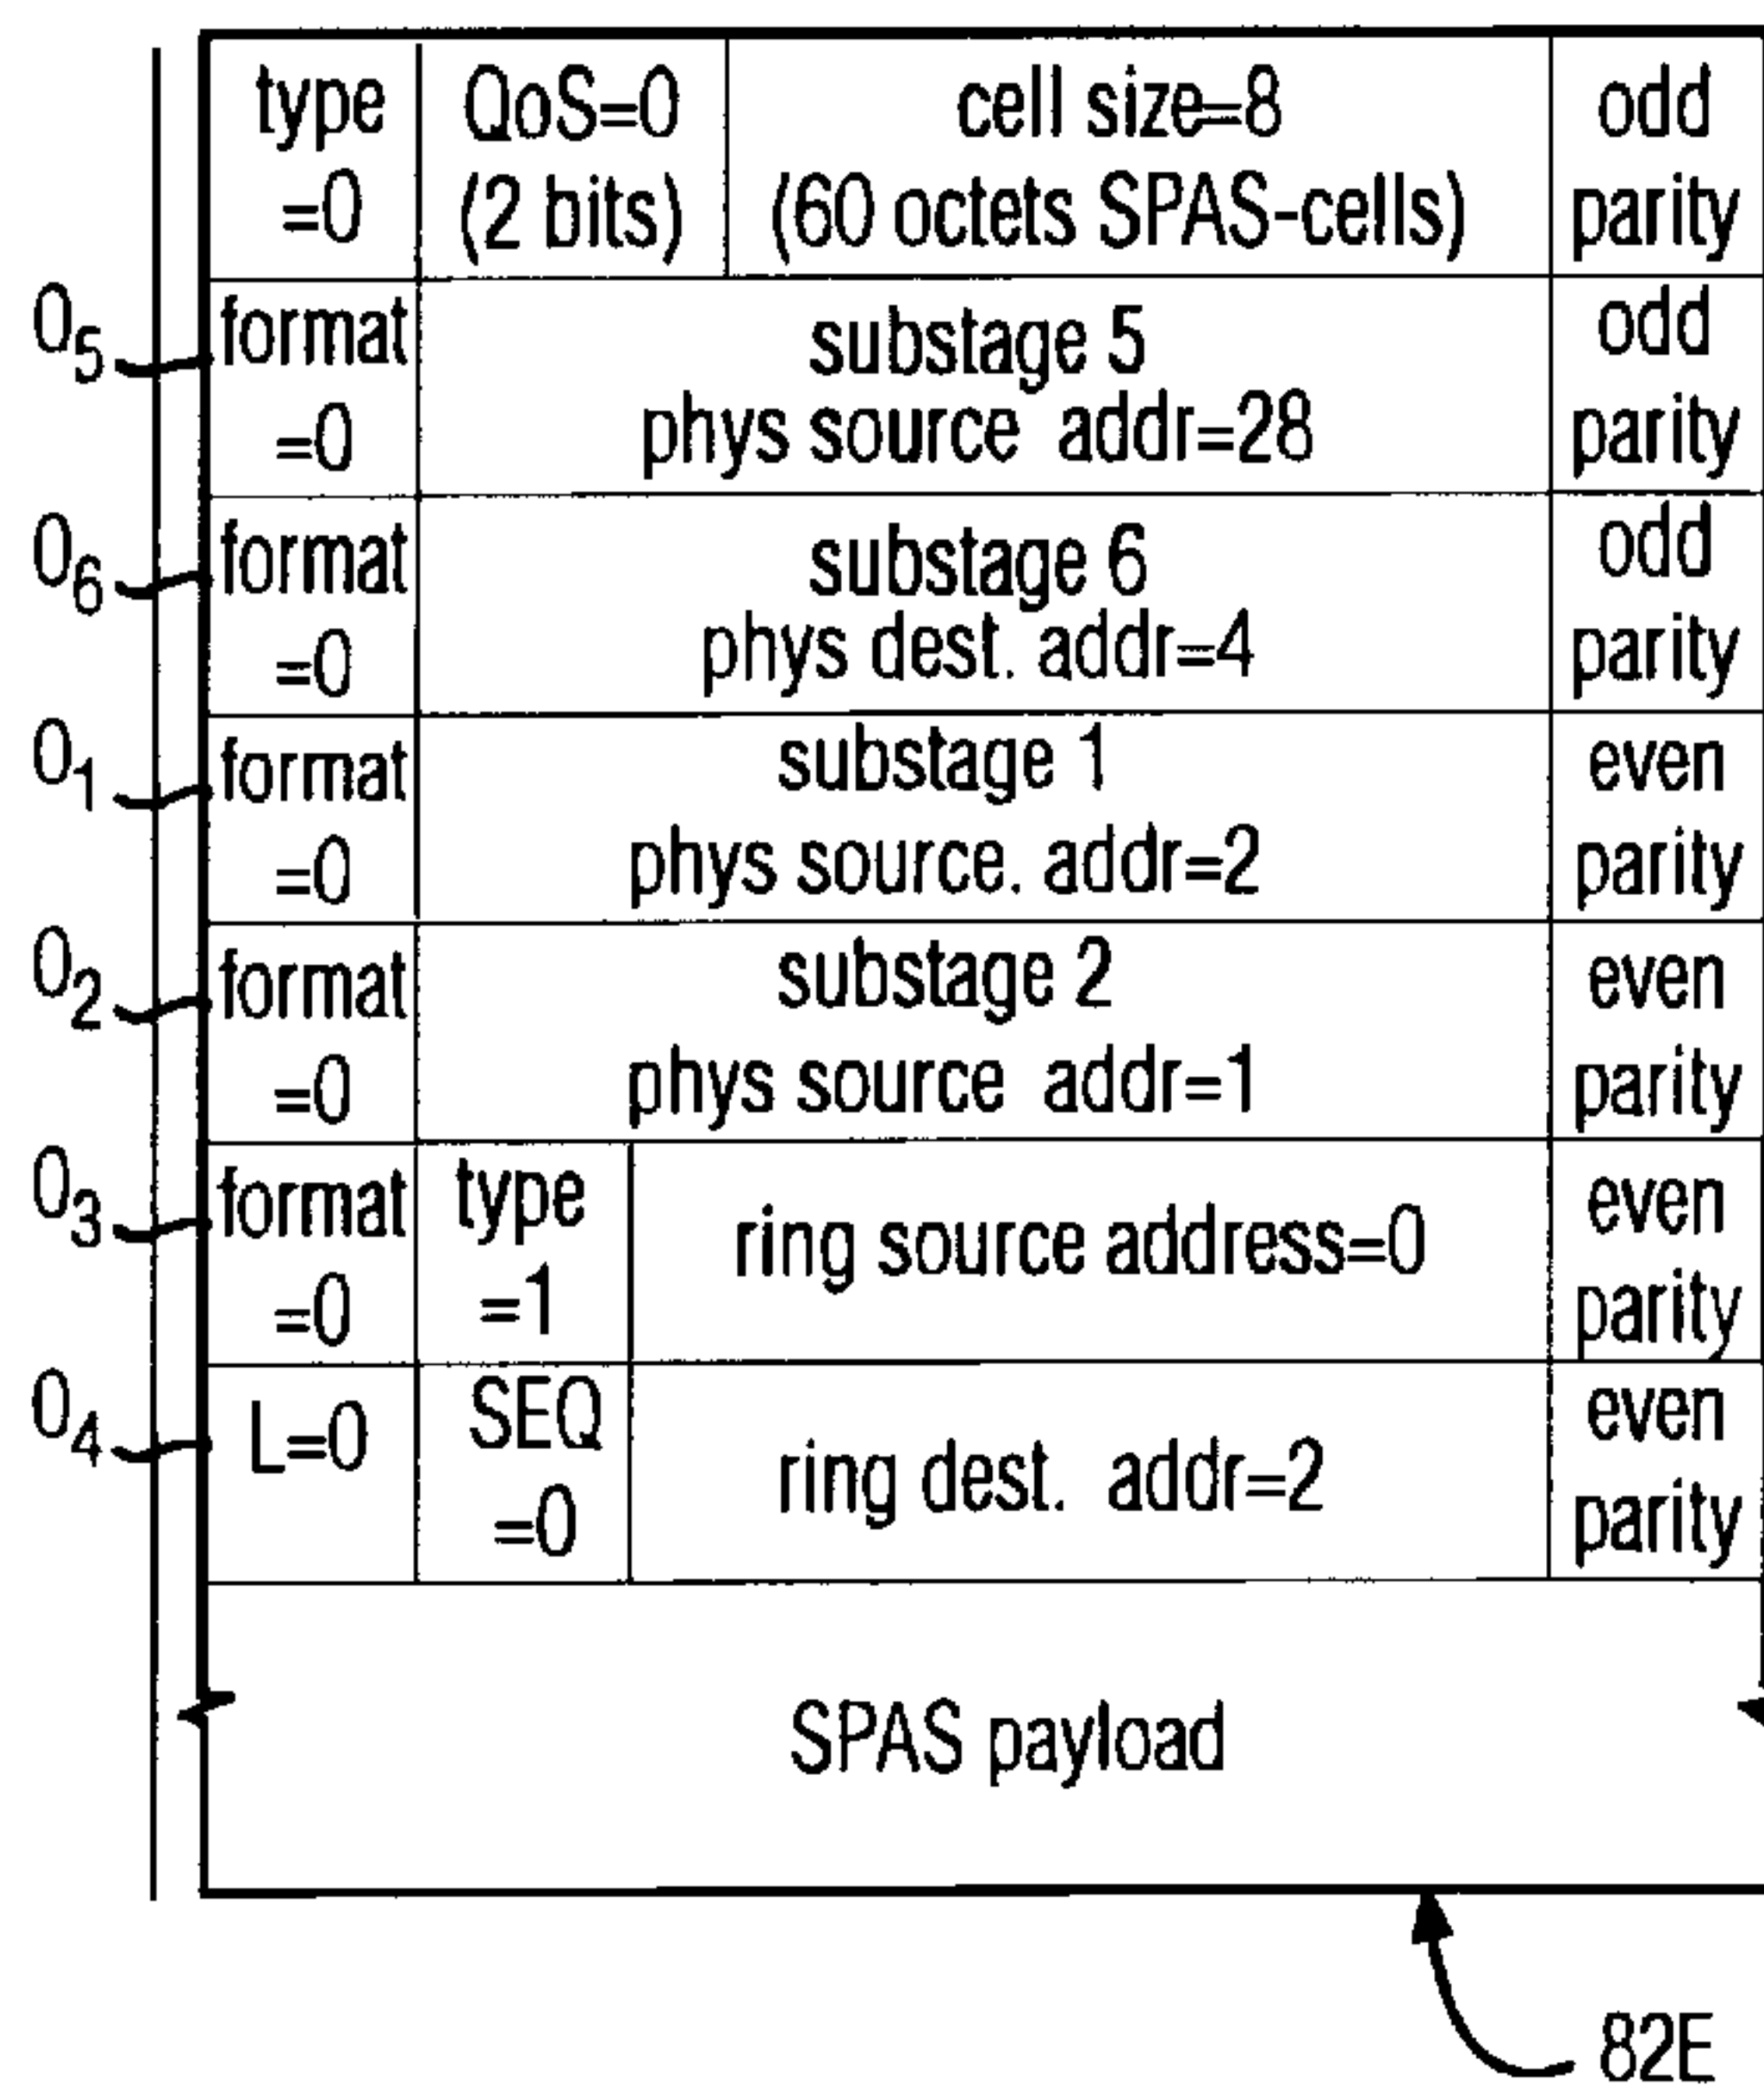 type QoS=0 cell size=8 odd
=0 (2 bits) (60 octets SPAS-cells) parity
O5 format substage 5 odd
=0 phys source addr=28 parity
O6 format substage 6 odd
=0 phys dest. addr=4 parity
O1 format substage 1 even
=0 phys source. addr=2 parity
O2 format substage 2 even
=0 phys source addr=1 parity
O3 format type ring source address=0 even
=0 =1 parity
O4 L=0 SEQ ring dest. addr=2 even
=0 parity
SPAS payload
82E